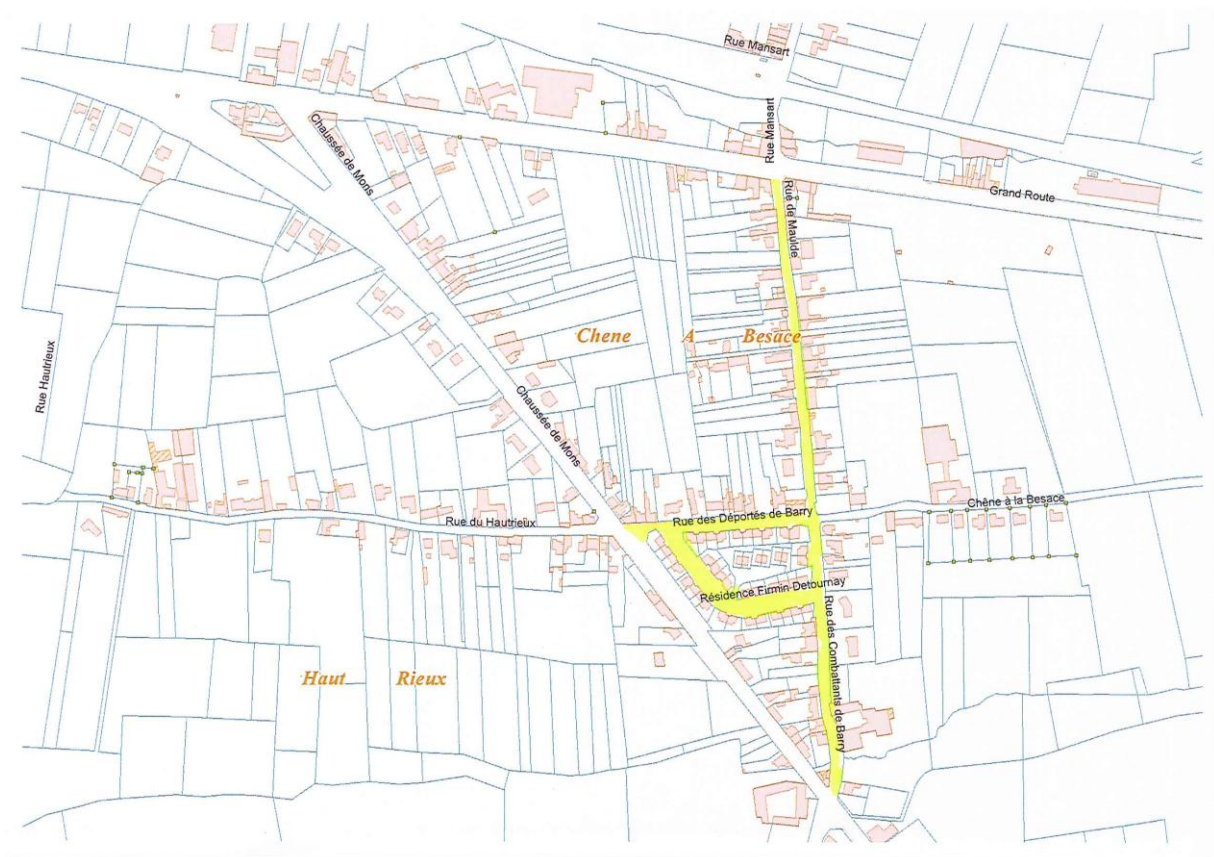 Rue Mansart
Rue Mansart
Chaussée de Mons
Grand Route
Rue de Maulde
Chene A Besace
Rue Hautrieux
Chaussée de Mons
Chêne à la Besace
Rue des Déportés de Barry
Rue du Hautrieux
Résidence Firmin Detournay
Rue des Combattants de Barry
Haut Rieux